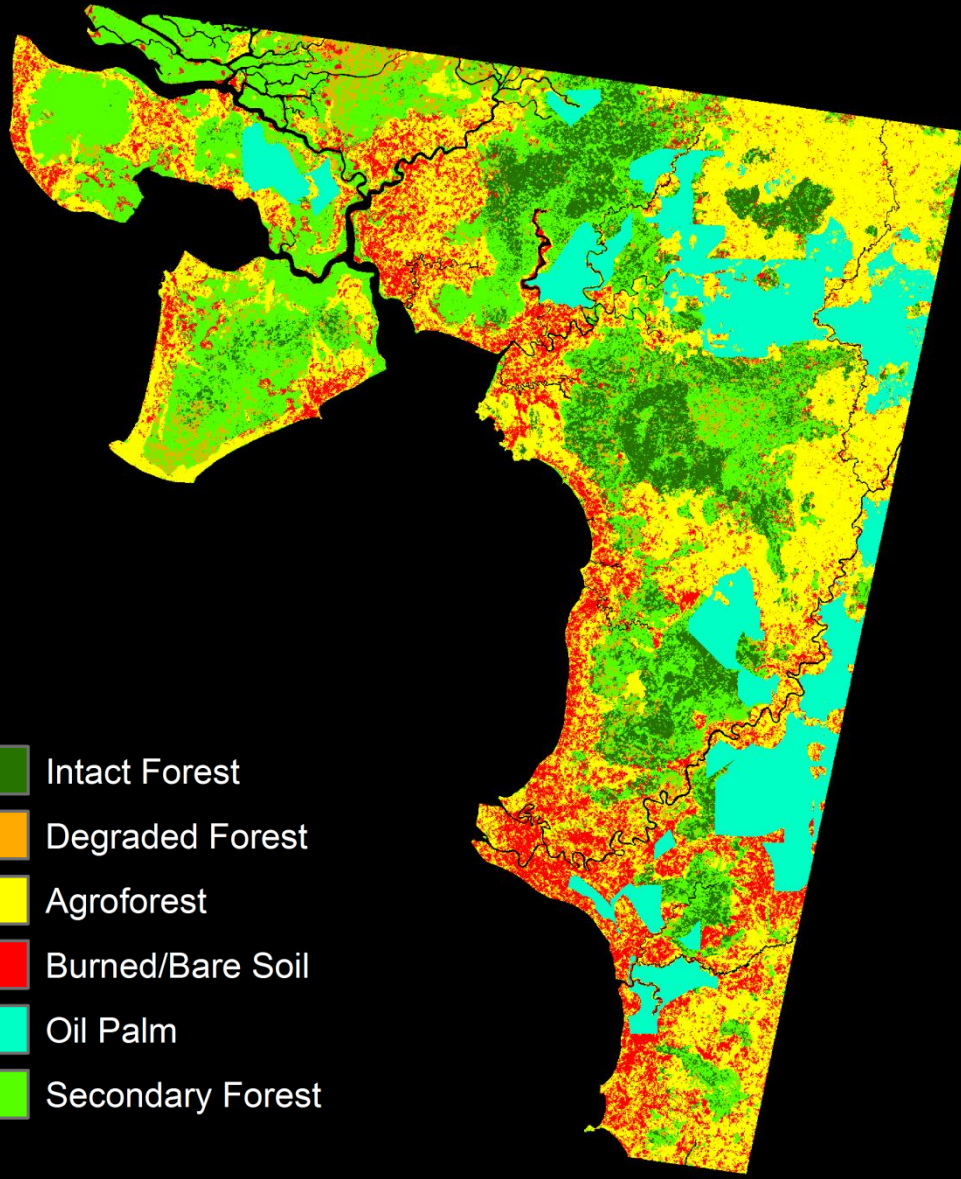 Intact Forest
Degraded Forest
Agroforest
Burned/Bare Soil
Oil Palm
Secondary Forest